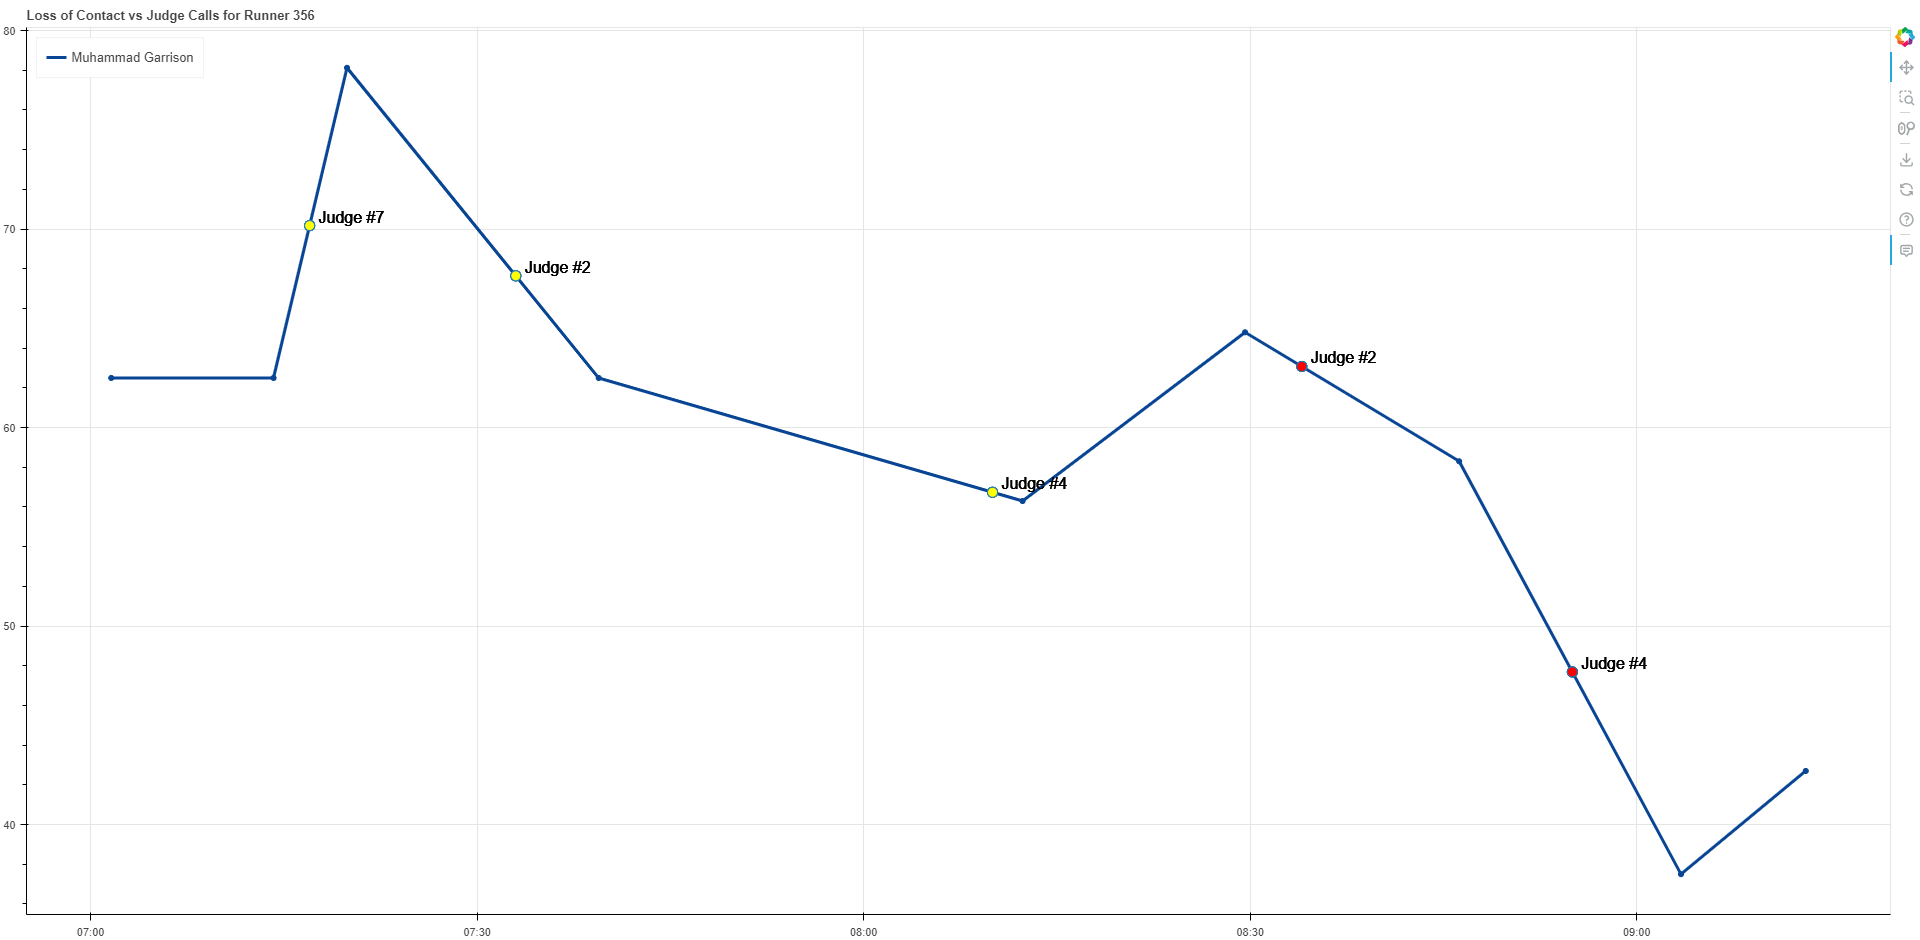 Loss of Contact vs Judge Calls for Runner 356
80
Muhammad Garrison
Judge #7
70
Judge #2
Judge #2
60
Judge #4
50
Judge #4
40
07:00
07:30
08:00
08:30
09:00